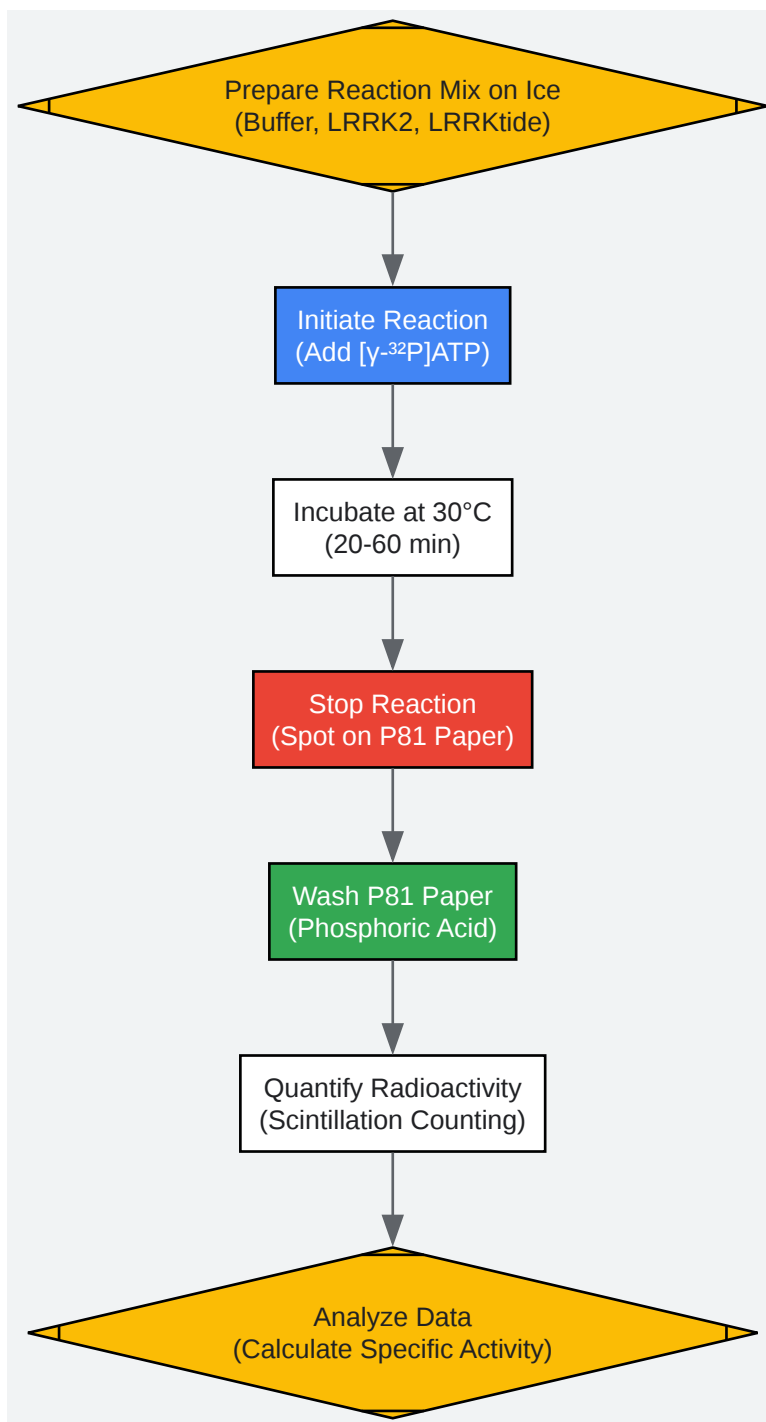 Prepare Reaction Mix on Ice
(Buffer, LRRK2, LRRKtide)
Initiate Reaction
(Add [γ-³²P]ATP)
Incubate at 30°C
(20-60 min)
Stop Reaction
(Spot on P81 Paper)
Wash P81 Paper
(Phosphoric Acid)
Quantify Radioactivity
(Scintillation Counting)
Analyze Data
(Calculate Specific Activity)